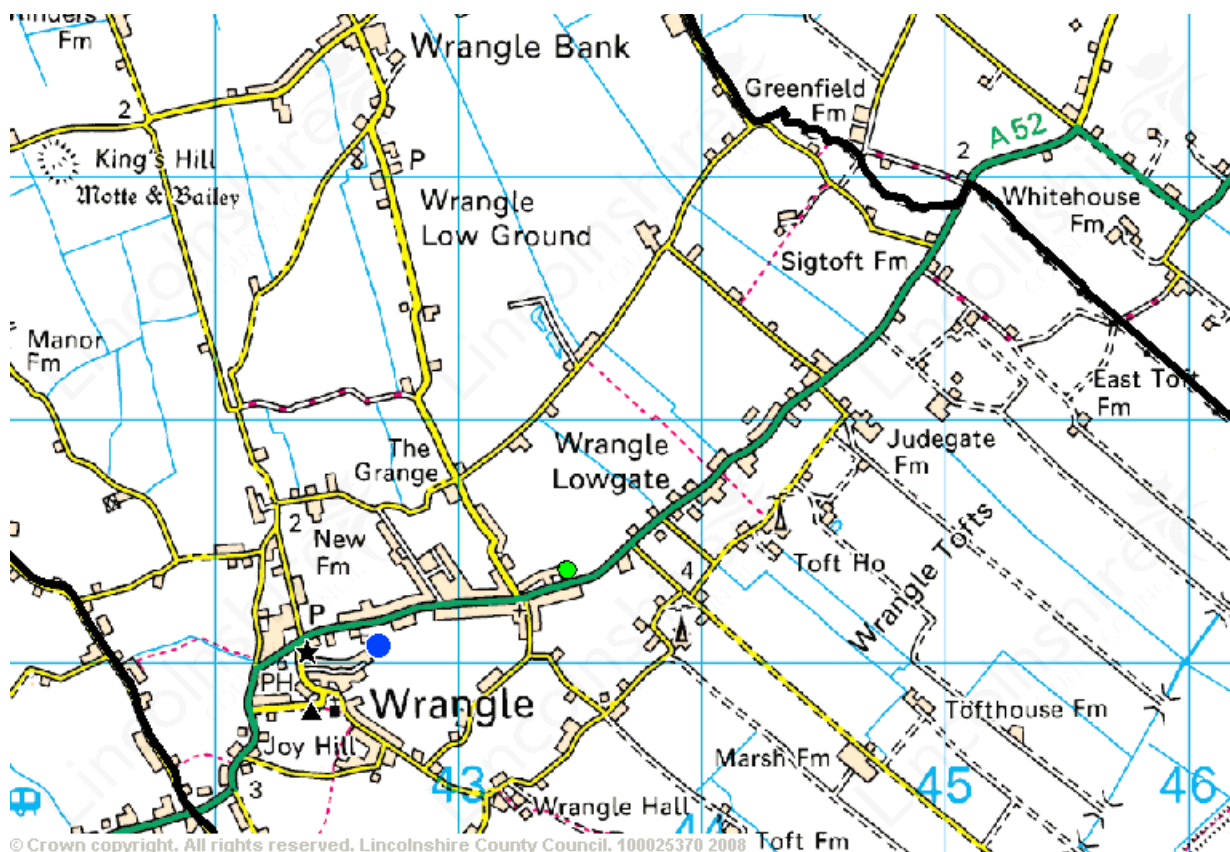 Fm
Wrangle Bank
Greenfield
Fm
A 52
2
2
King's Hill
Motte & Bailey
P
Wrangle
Low Ground
Whitehouse
Fm
Sigtoft Fm
Manor
Fm
East Toft
Fm
The
Grange
Wrangle
Lowgate
Judegate
Fm
2
New
Fm
Toft Ho
4
Wrangle Tofts
P
PH
Wrangle
Joy Hill
Tofthouse Fm
Marsh Fm
43
45
46
3
Wrangle Hall
44
Toft Fm
Lincolnshire
© Crown copyright. All rights reserved. Lincolnshire County Council. 100025370 2008